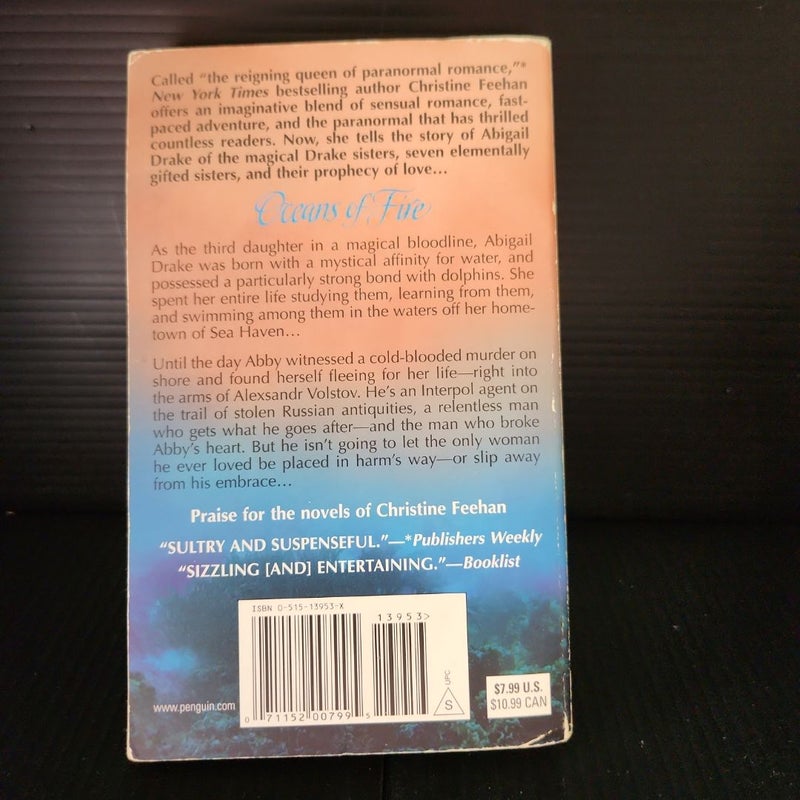 Called “the reigning queen of paranormal romance,”*
New York Times bestselling author Christine Feehan
offers an imaginative blend of sensual romance, fast-
paced adventure, and the paranormal that has thrilled
countless readers. Now, she tells the story of Abigail
Drake of the magical Drake sisters, seven elementally
gifted sisters, and their prophecy of love…
Oceans of Fire
As the third daughter in a magical bloodline, Abigail
Drake was born with a mystical affinity for water, and
possessed a particularly strong bond with dolphins. She
spent her entire life studying them, learning from them,
and swimming among them in the waters off her home-
town of Sea Haven…
Until the day Abby witnessed a cold-blooded murder on
shore and found herself fleeing for her life—right into
the arms of Alexsandr Volstov. He’s an Interpol agent on
the trail of stolen Russian antiquities, a relentless man
who gets what he goes after—and the man who broke
Abby’s heart. But he isn’t going to let the only woman
he ever loved be placed in harm’s way—or slip away
from his embrace…
Praise for the novels of Christine Feehan
“SULTRY AND SUSPENSEFUL.”—*Publishers Weekly
“SIZZLING [AND] ENTERTAINING.”—Booklist
ISBN 0-515-13953-X
13953>
0 71152 00799 5
UPC
S
www.penguin.com
$7.99 U.S.
$10.99 CAN